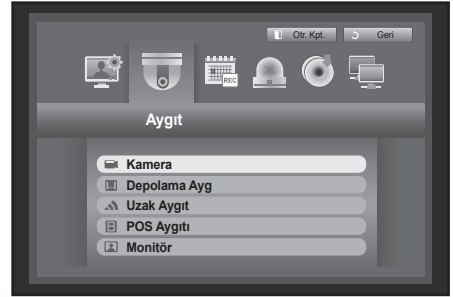 Otr. Kpt. Geri
REC
Aygıt
Kamera
Depolama Ayg
Uzak Aygıt
POS Aygıtı
Monitör